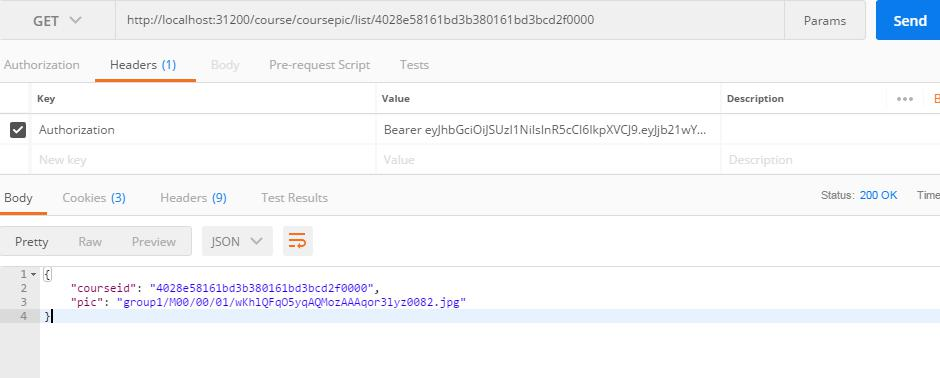 GET http://localhost:31200/course/coursepic/list/4028e58161bd3b380161bd3bcd2f0000 Params Send
Authorization Headers (1) Body Pre-request Script Tests
Key Value Description ••• B
Authorization Bearer eyJhbGciOiJSUzI1NiIsInR5cCI6IkpXVCJ9.eyJjb21wY...
New key Value Description
Body Cookies (3) Headers (9) Test Results Status: 200 OK Time
Pretty Raw Preview JSON
1 {
2 "courseid": "4028e58161bd3b380161bd3bcd2f0000",
3 "pic": "group1/M00/00/01/wKhlQFqO5yqAQMozAAAqor3lyz0082.jpg"
4 }